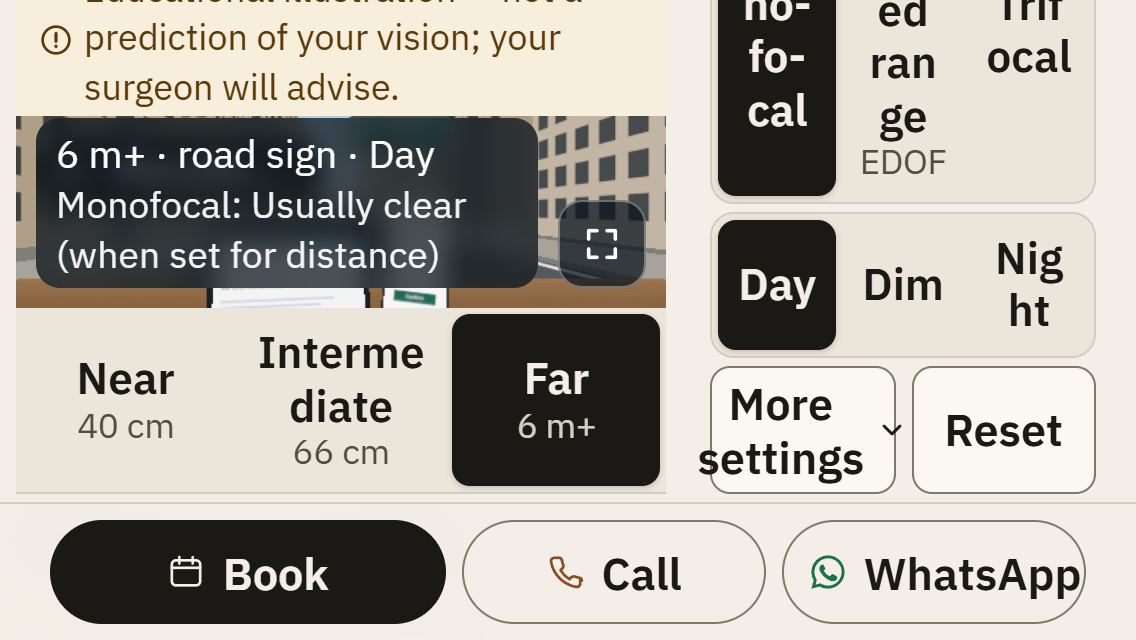 prediction of your vision; your
surgeon will advise.
6 m+ · road sign · Day
Monofocal: Usually clear
(when set for distance)
Near
40 cm
Interme
diate
66 cm
Far
6 m+
no-
fo-
cal
ed
ran
ge
EDOF
Trif
ocal
Day
Dim
Nig
ht
More
settings
Reset
Book
Call
WhatsApp